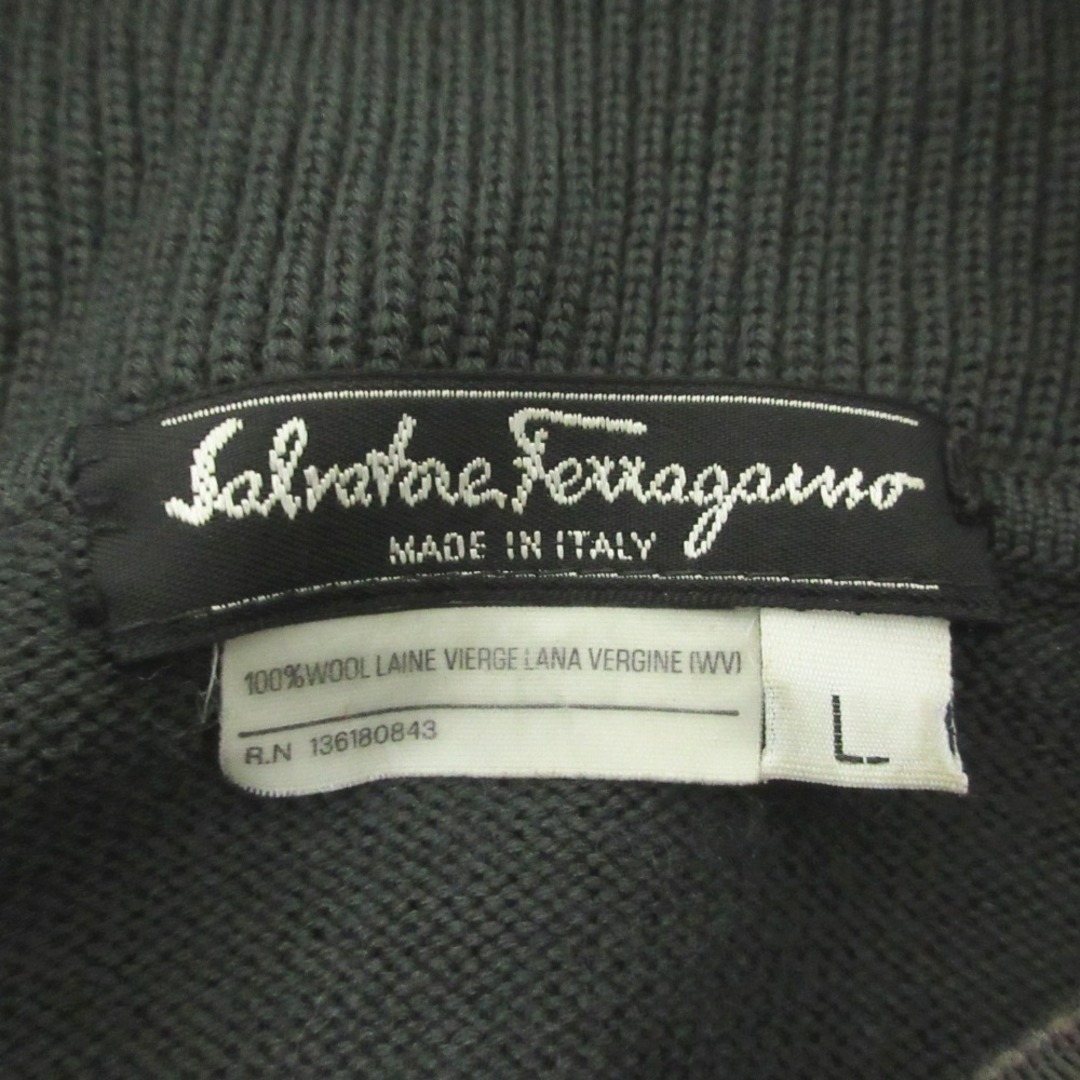 Salvatore Ferragamo
MADE IN ITALY
100%WOOL LAINE VIERGE LANA VERGINE (WV)
R.N 136180843
L